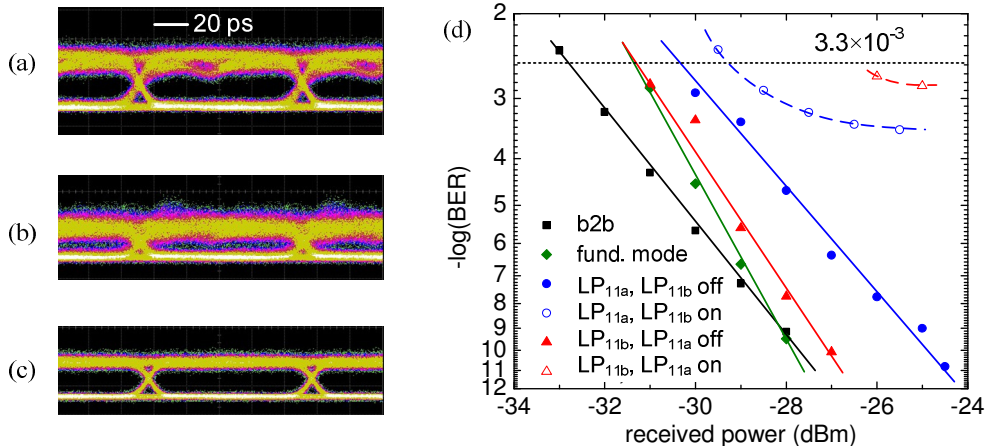 20 ps
(a)
(b)
(c)
(d)
3.3×10⁻³
2
3
4
5
6
7
8
9
10
11
12
-log(BER)
b2b
fund. mode
LP₁₁ₐ, LP₁₁b off
LP₁₁ₐ, LP₁₁b on
LP₁₁b, LP₁₁ₐ off
LP₁₁b, LP₁₁ₐ on
-34 -32 -30 -28 -26 -24
received power (dBm)